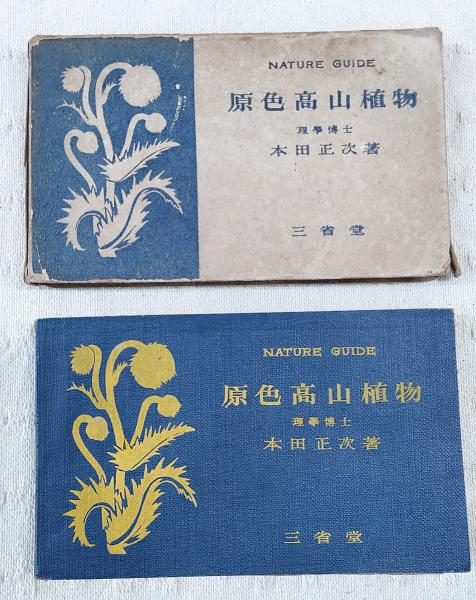 NATURE GUIDE
原色高山植物
理學博士
本田正次著
三省堂
NATURE GUIDE
原色高山植物
理學博士
本田正次著
三省堂